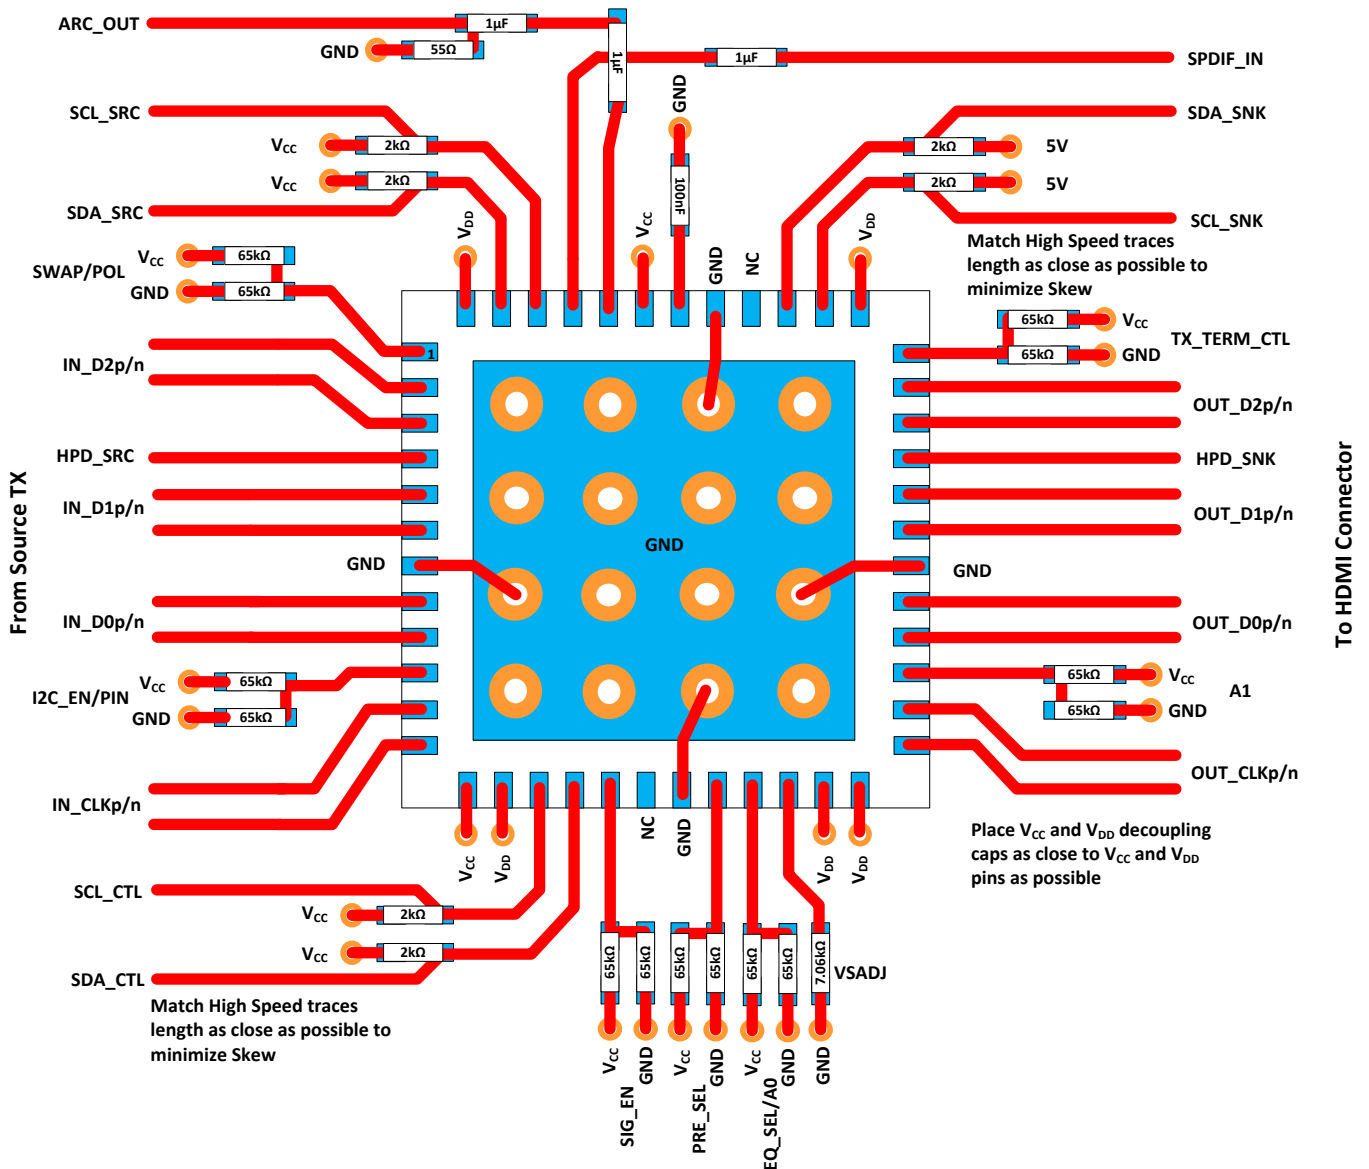 ARC_OUT
1µF
GND
55Ω
1µF
1µF
SPDIF_IN
GND
SCL_SRC
SDA_SNK
VCC
2kΩ
2kΩ
5V
VCC
2kΩ
100nF
2kΩ
5V
SDA_SRC
SCL_SNK
VDD
VCC
GND
NC
VDD
VCC
65kΩ
SWAP/POL
GND
65kΩ
Match High Speed traces
length as close as possible to
minimize Skew
65kΩ
VCC
TX_TERM_CTL
65kΩ
GND
1
IN_D2p/n
OUT_D2p/n
HPD_SRC
HPD_SNK
IN_D1p/n
OUT_D1p/n
GND
GND
GND
From Source TX
To HDMI Connector
IN_D0p/n
OUT_D0p/n
VCC
65kΩ
I2C_EN/PIN
GND
65kΩ
65kΩ
VCC
A1
65kΩ
GND
IN_CLKp/n
OUT_CLKp/n
VCC
VDD
NC
GND
VDD
VDD
Place VCC and VDD decoupling
caps as close to VCC and VDD
pins as possible
SCL_CTL
VCC
2kΩ
VCC
2kΩ
SDA_CTL
65kΩ
65kΩ
65kΩ
65kΩ
65kΩ
65kΩ
7.06kΩ
VSADJ
Match High Speed traces
length as close as possible to
minimize Skew
VCC
GND
VCC
GND
VCC
GND
GND
SIG_EN
PRE_SEL
EQ_SEL/A0